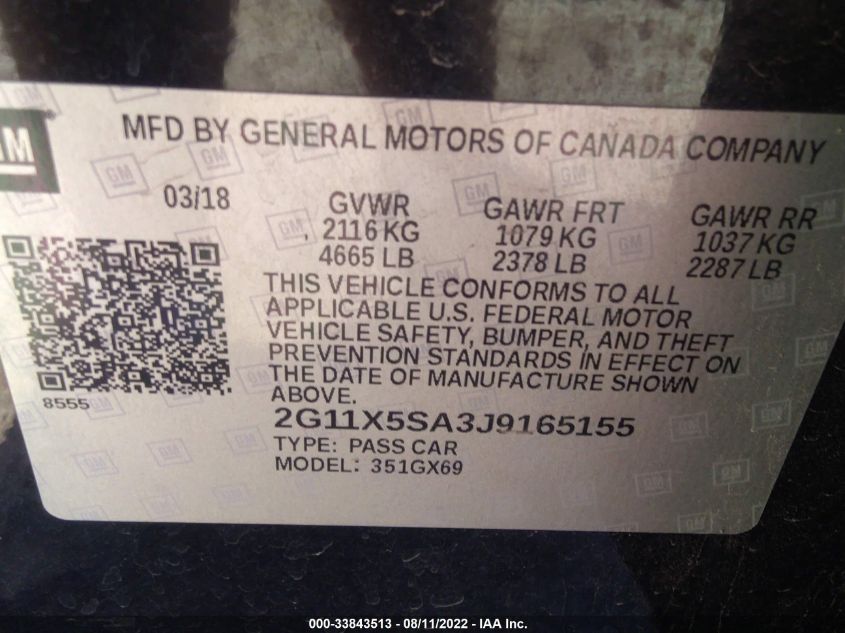 GM
MFD BY GENERAL MOTORS OF CANADA COMPANY
03/18 GVWR GAWR FRT GAWR RR
2116 KG 1079 KG 1037 KG
4665 LB 2378 LB 2287 LB
THIS VEHICLE CONFORMS TO ALL
APPLICABLE U.S. FEDERAL MOTOR
VEHICLE SAFETY, BUMPER, AND THEFT
PREVENTION STANDARDS IN EFFECT ON
THE DATE OF MANUFACTURE SHOWN
ABOVE.
8555
2G11X5SA3J9165155
TYPE: PASS CAR
MODEL: 351GX69
000-33843513 - 08/11/2022 - IAA Inc.